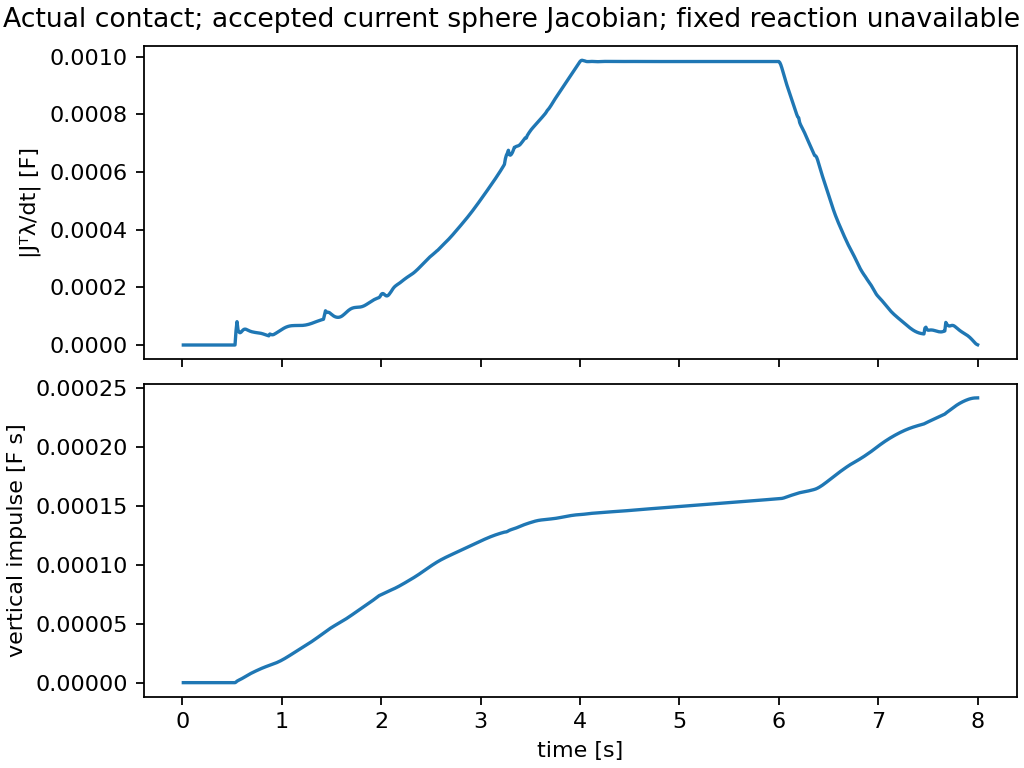 Actual contact; accepted current sphere Jacobian; fixed reaction unavailable
|Jᵀλ/dt| [F]
0.0010
0.0008
0.0006
0.0004
0.0002
0.0000
vertical impulse [F s]
0.00025
0.00020
0.00015
0.00010
0.00005
0.00000
0 1 2 3 4 5 6 7 8
time [s]